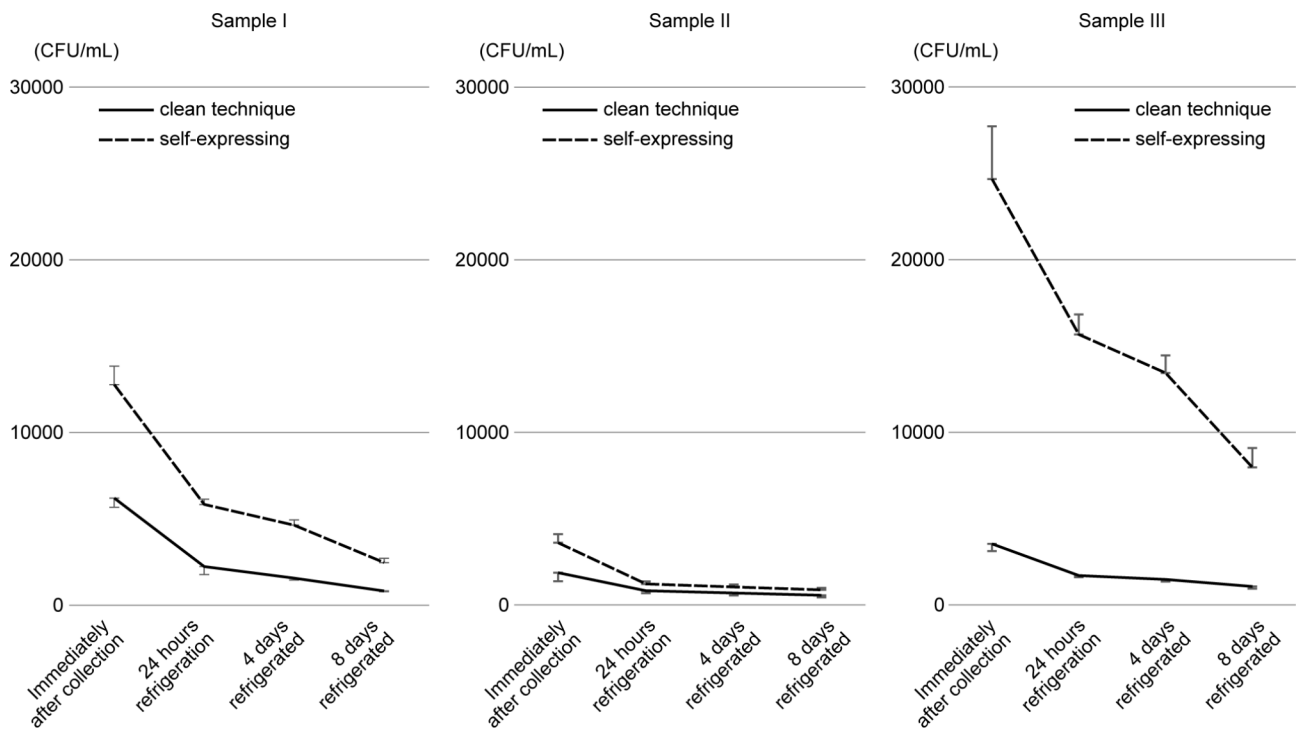 Sample I
(CFU/mL)
30000
clean technique
self-expressing
20000
10000
0
Immediately
after collection
24 hours
refrigeration
4 days
refrigerated
8 days
refrigerated
Sample II
(CFU/mL)
30000
clean technique
self-expressing
20000
10000
0
Immediately
after collection
24 hours
refrigeration
4 days
refrigerated
8 days
refrigerated
Sample III
(CFU/mL)
30000
clean technique
self-expressing
20000
10000
0
Immediately
after collection
24 hours
refrigeration
4 days
refrigerated
8 days
refrigerated